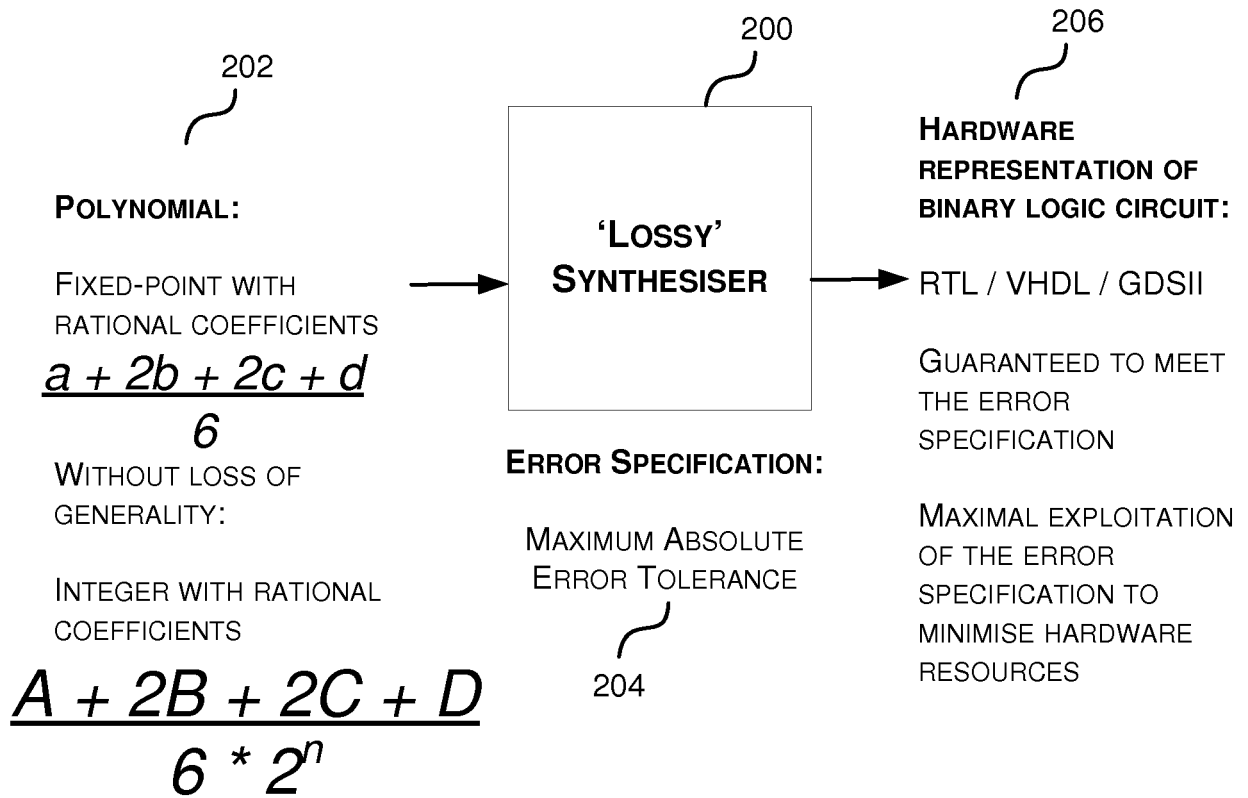 202
POLYNOMIAL:
FIXED-POINT WITH
RATIONAL COEFFICIENTS
a + 2b + 2c + d
6
WITHOUT LOSS OF
GENERALITY:
INTEGER WITH RATIONAL
COEFFICIENTS
A + 2B + 2C + D
6 * 2ⁿ
200
‘LOSSY’
SYNTHESISER
ERROR SPECIFICATION:
MAXIMUM ABSOLUTE
ERROR TOLERANCE
204
206
HARDWARE
REPRESENTATION OF
BINARY LOGIC CIRCUIT:
RTL / VHDL / GDSII
GUARANTEED TO MEET
THE ERROR
SPECIFICATION
MAXIMAL EXPLOITATION
OF THE ERROR
SPECIFICATION TO
MINIMISE HARDWARE
RESOURCES